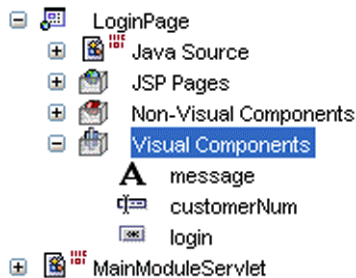 LoginPage
Java Source
JSP Pages
Non-Visual Components
Visual Components
message
customerNum
login
MainModuleServlet